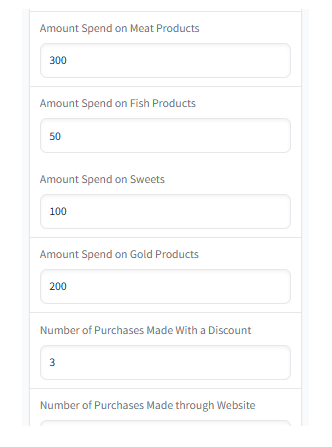 Amount Spend on Meat Products
300
Amount Spend on Fish Products
50
Amount Spend on Sweets
100
Amount Spend on Gold Products
200
Number of Purchases Made With a Discount
3
Number of Purchases Made through Website